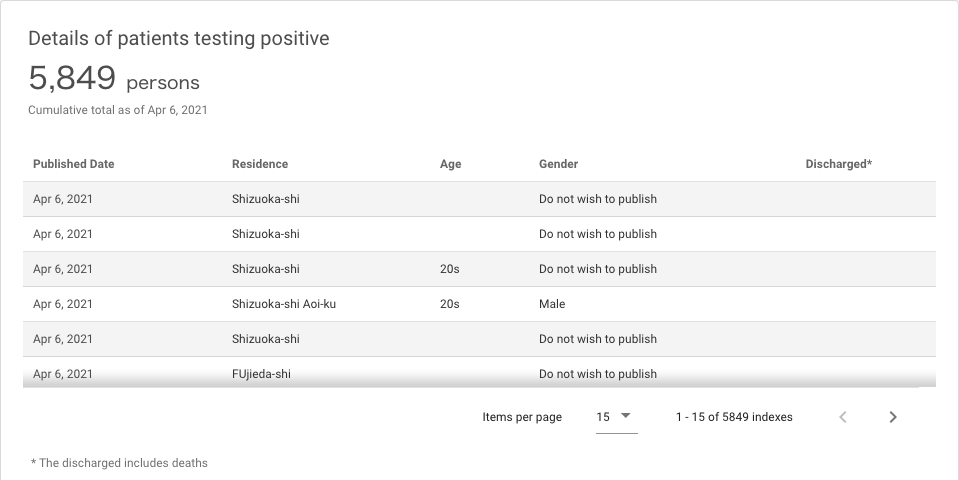 Details of patients testing positive
5,849 persons
Cumulative total as of Apr 6, 2021
Published Date Residence Age Gender Discharged*
Apr 6, 2021 Shizuoka-shi Do not wish to publish
Apr 6, 2021 Shizuoka-shi Do not wish to publish
Apr 6, 2021 Shizuoka-shi 20s Do not wish to publish
Apr 6, 2021 Shizuoka-shi Aoi-ku 20s Male
Apr 6, 2021 Shizuoka-shi Do not wish to publish
Apr 6, 2021 FUjieda-shi Do not wish to publish
Items per page 15 1 - 15 of 5849 indexes
* The discharged includes deaths